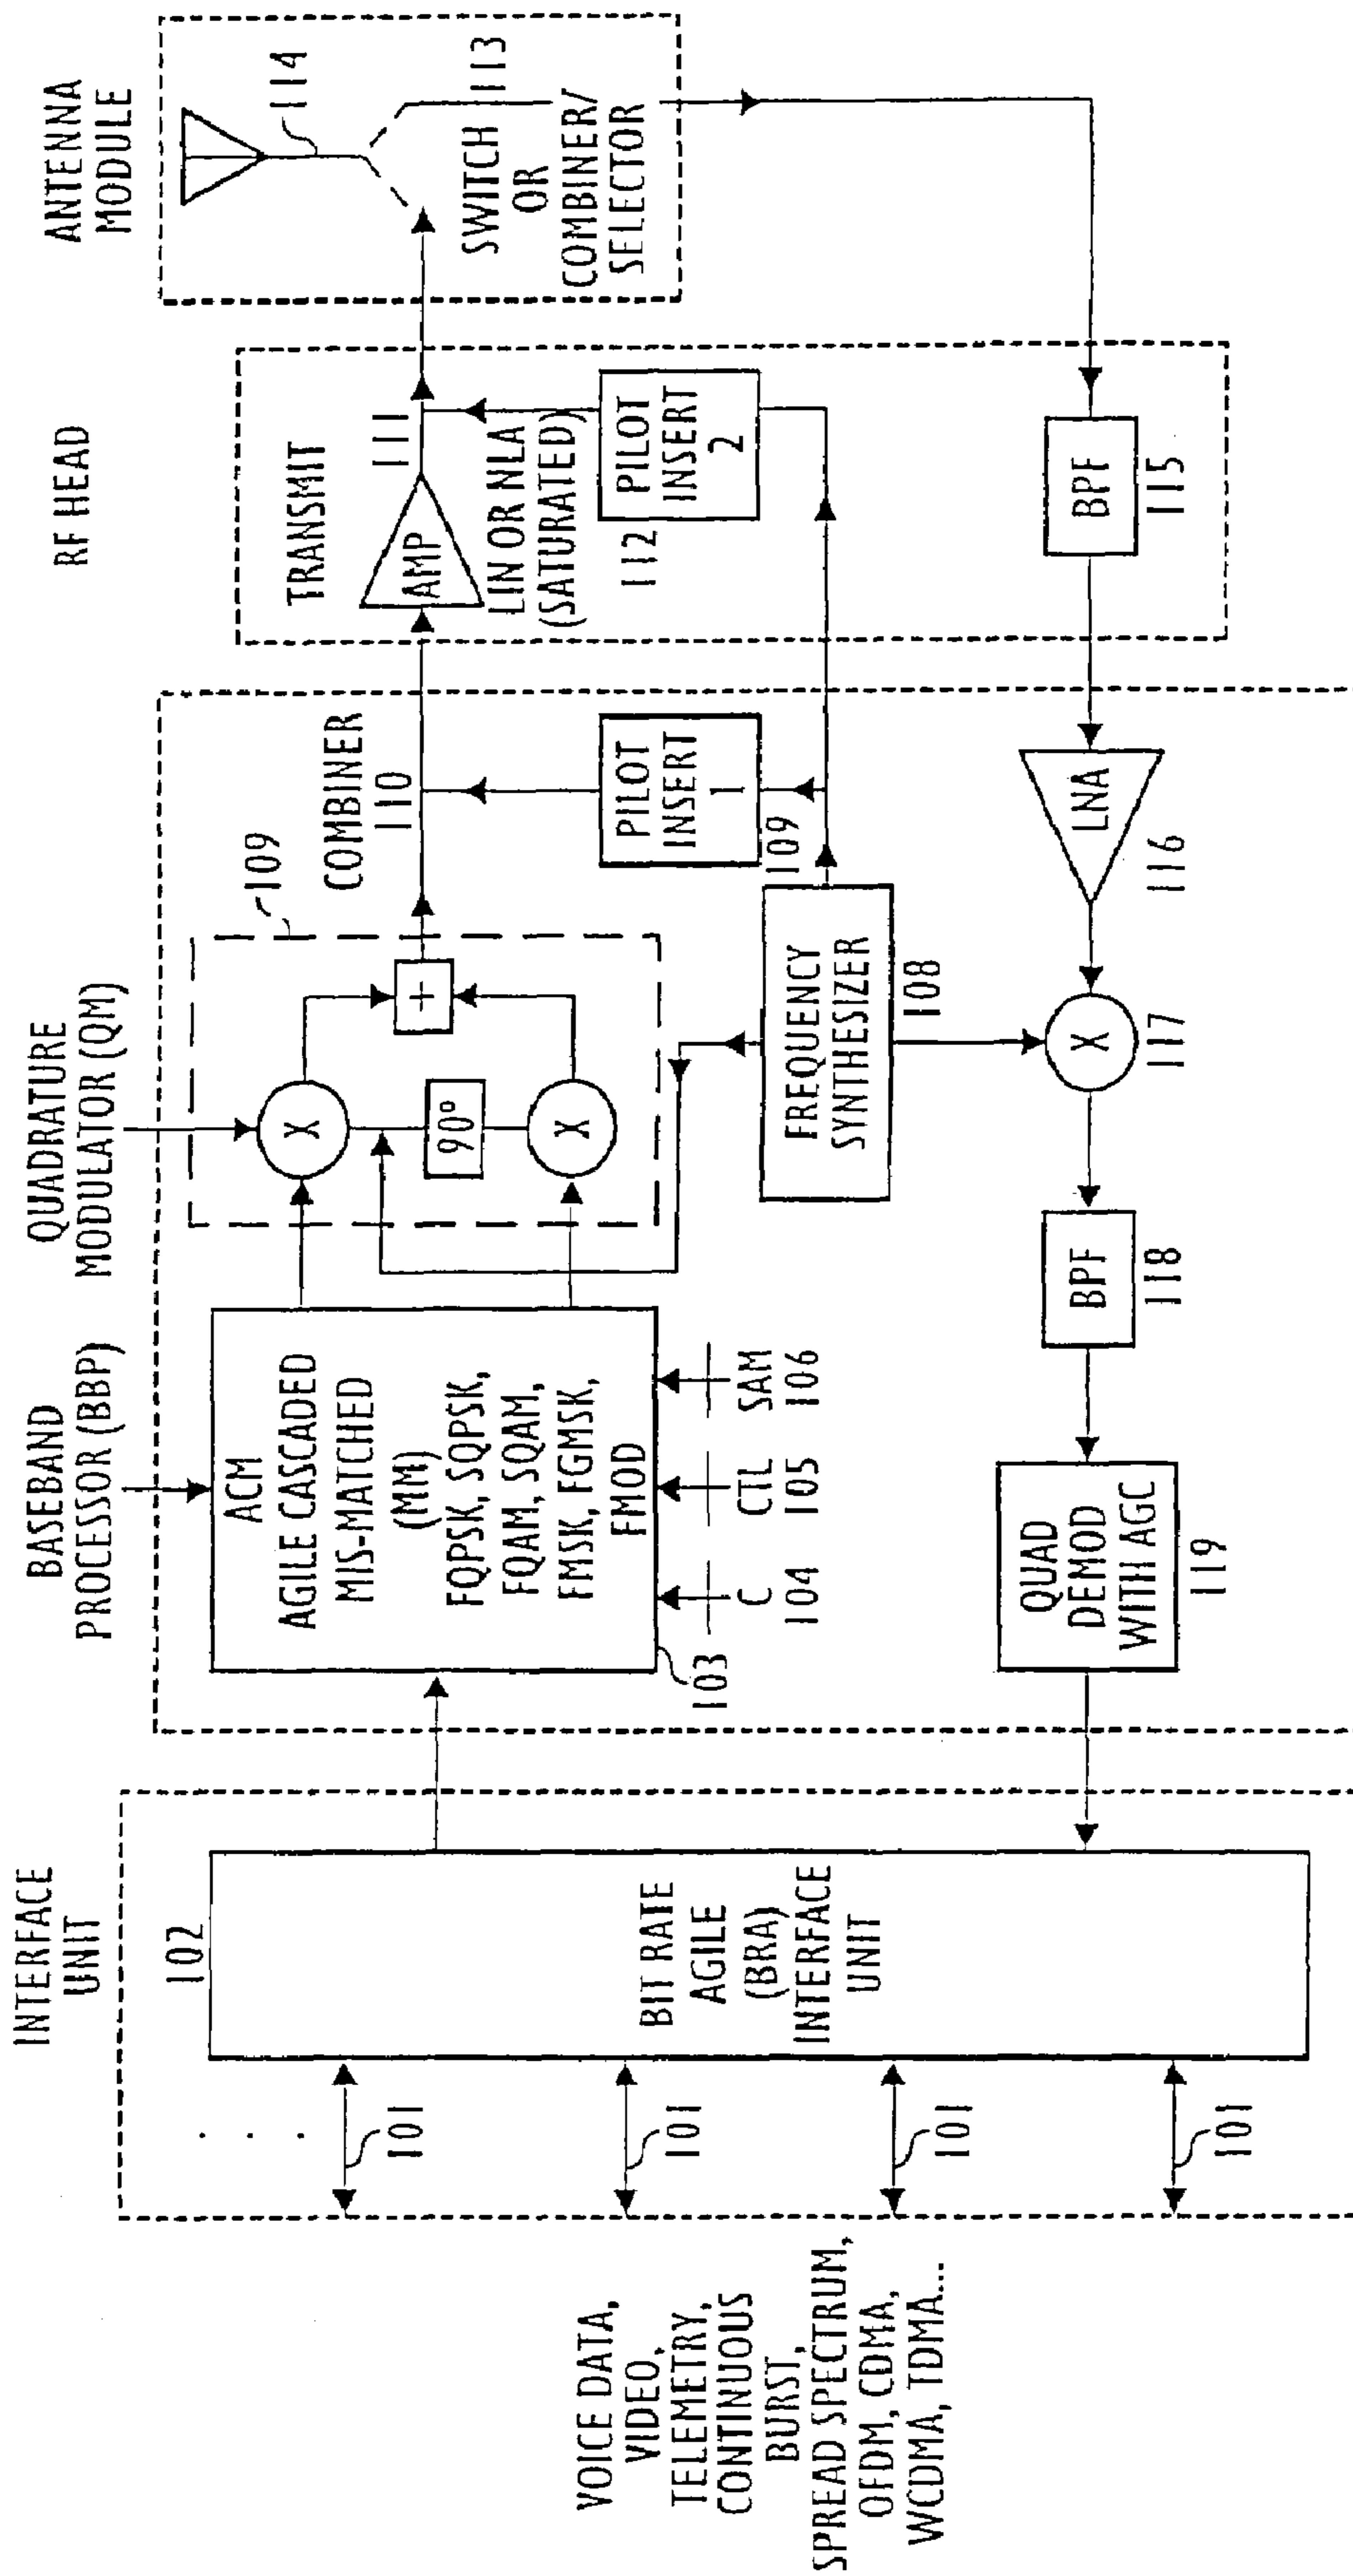 INTERFACE
UNIT
BASEBAND
PROCESSOR (BBP)
QUADRATURE
MODULATOR (QM)
RF HEAD
ANTENNA
MODULE
102
BIT RATE
AGILE
(BRA)
INTERFACE
UNIT
101
101
101
101
VOICE DATA,
VIDEO,
TELEMETRY,
CONTINUOUS
BURST,
SPREAD SPECTRUM,
OFDM, CDMA,
WCDMA, TDMA...
ACM
AGILE CASCADED
MIS-MATCHED
(MM)
FQPSK, SQPSK,
FQAM, SQAM,
FMSK, FGMSK,
FMOD
103
C
104
CTL
105
SAM
106
109
X
90°
X
+
COMBINER
110
PILOT
INSERT
1
109
FREQUENCY
SYNTHESIZER
108
TRANSMIT
AMP
111
LIN OR NLA
(SATURATED)
112
PILOT
INSERT
2
114
113
SWITCH
OR
COMBINER/
SELECTOR
BPF
115
LNA
116
X
117
BPF
118
QUAD
DEMOD
WITH AGC
119